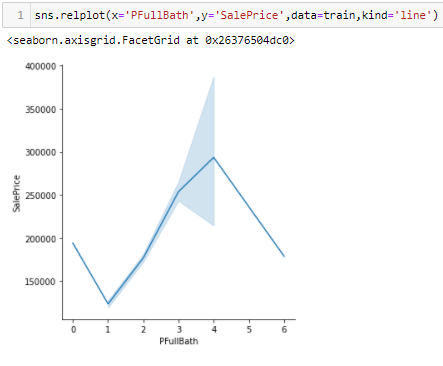 1 sns.relplot(x='PFullBath',y='SalePrice',data=train,kind='line')
<seaborn.axisgrid.FacetGrid at 0x26376504dc0>
400000
350000
300000
250000
200000
150000
SalePrice
0 1 2 3 4 5 6
PFullBath